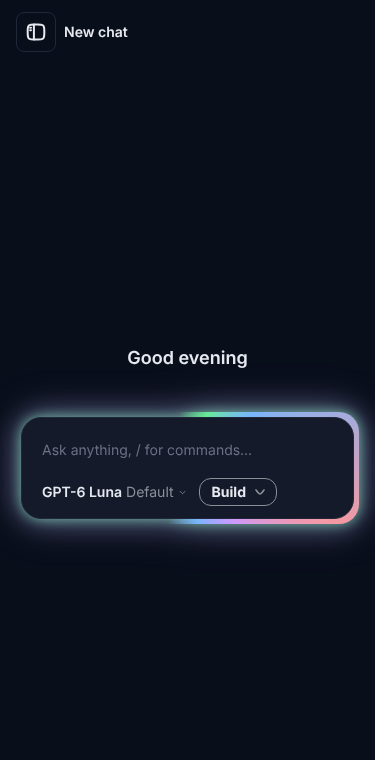 New chat
Good evening
Ask anything, / for commands...
GPT-6 Luna Default Build